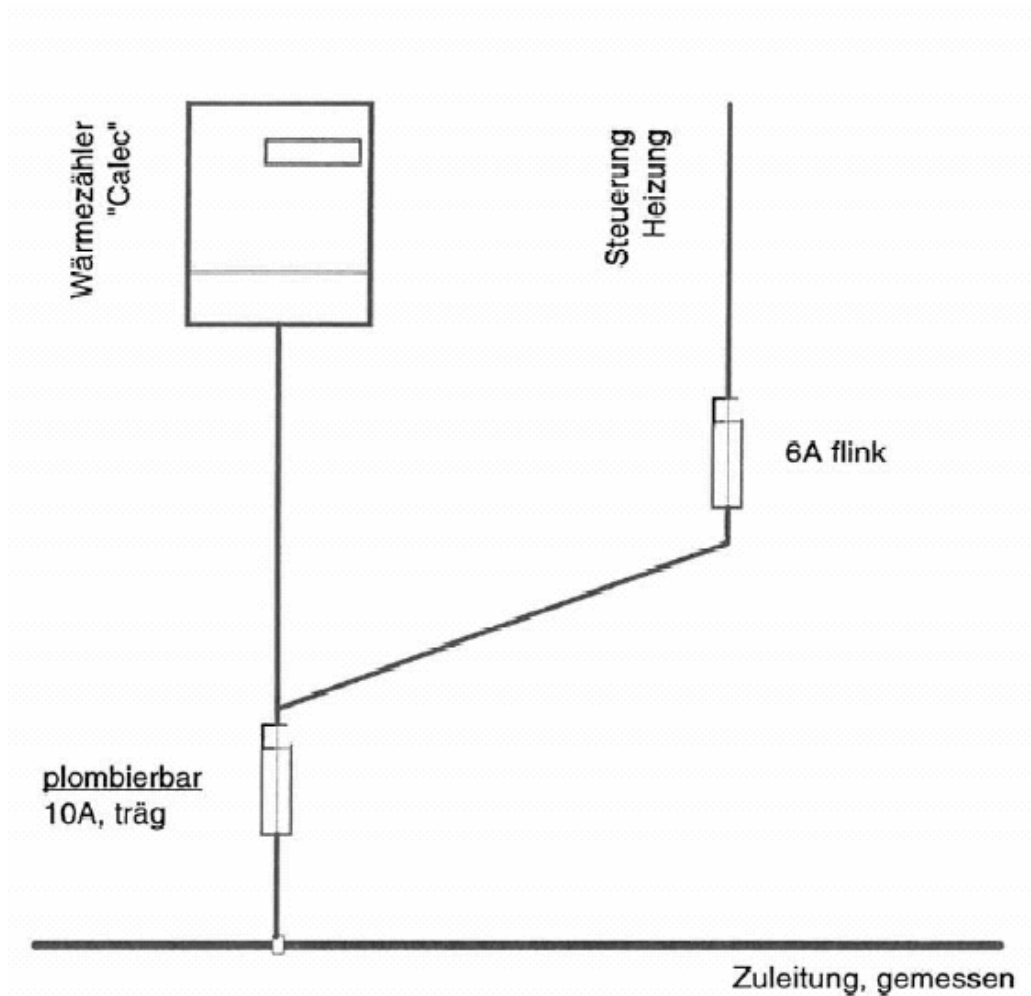 Wärmezähler
"Calec"
Steuerung
Heizung
6A flink
plombierbar
10A, träg
Zuleitung, gemessen